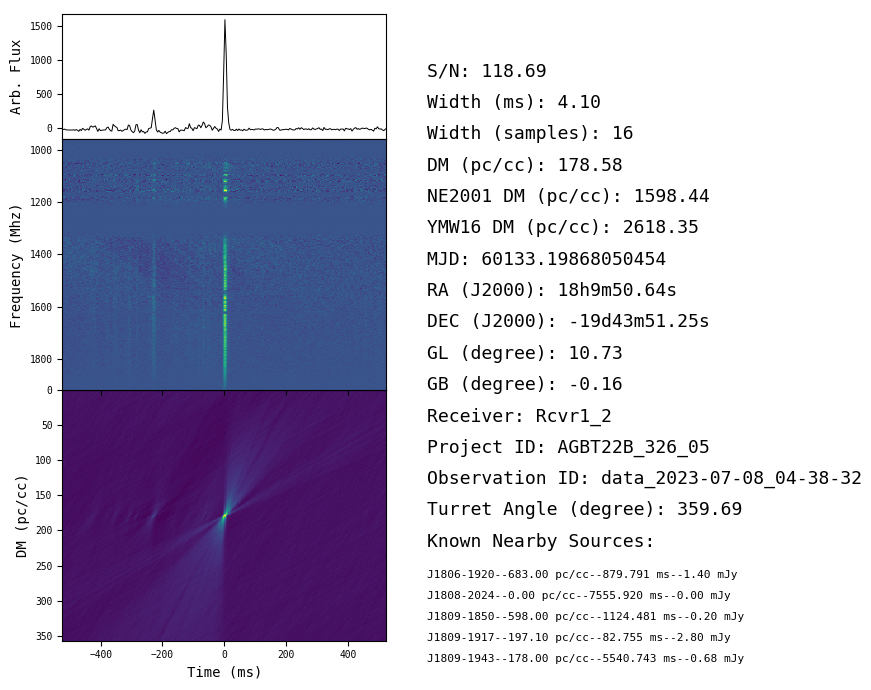 1500
1000
500
0
Arb. Flux
1000
1200
1400
1600
1800
Frequency (Mhz)
0
50
100
150
200
250
300
350
DM (pc/cc)
−400
−200
0
200
400
Time (ms)
S/N: 118.69
Width (ms): 4.10
Width (samples): 16
DM (pc/cc): 178.58
NE2001 DM (pc/cc): 1598.44
YMW16 DM (pc/cc): 2618.35
MJD: 60133.19868050454
RA (J2000): 18h9m50.64s
DEC (J2000): -19d43m51.25s
GL (degree): 10.73
GB (degree): -0.16
Receiver: Rcvr1_2
Project ID: AGBT22B_326_05
Observation ID: data_2023-07-08_04-38-32
Turret Angle (degree): 359.69
Known Nearby Sources:
J1806-1920--683.00 pc/cc--879.791 ms--1.40 mJy
J1808-2024--0.00 pc/cc--7555.920 ms--0.00 mJy
J1809-1850--598.00 pc/cc--1124.481 ms--0.20 mJy
J1809-1917--197.10 pc/cc--82.755 ms--2.80 mJy
J1809-1943--178.00 pc/cc--5540.743 ms--0.68 mJy